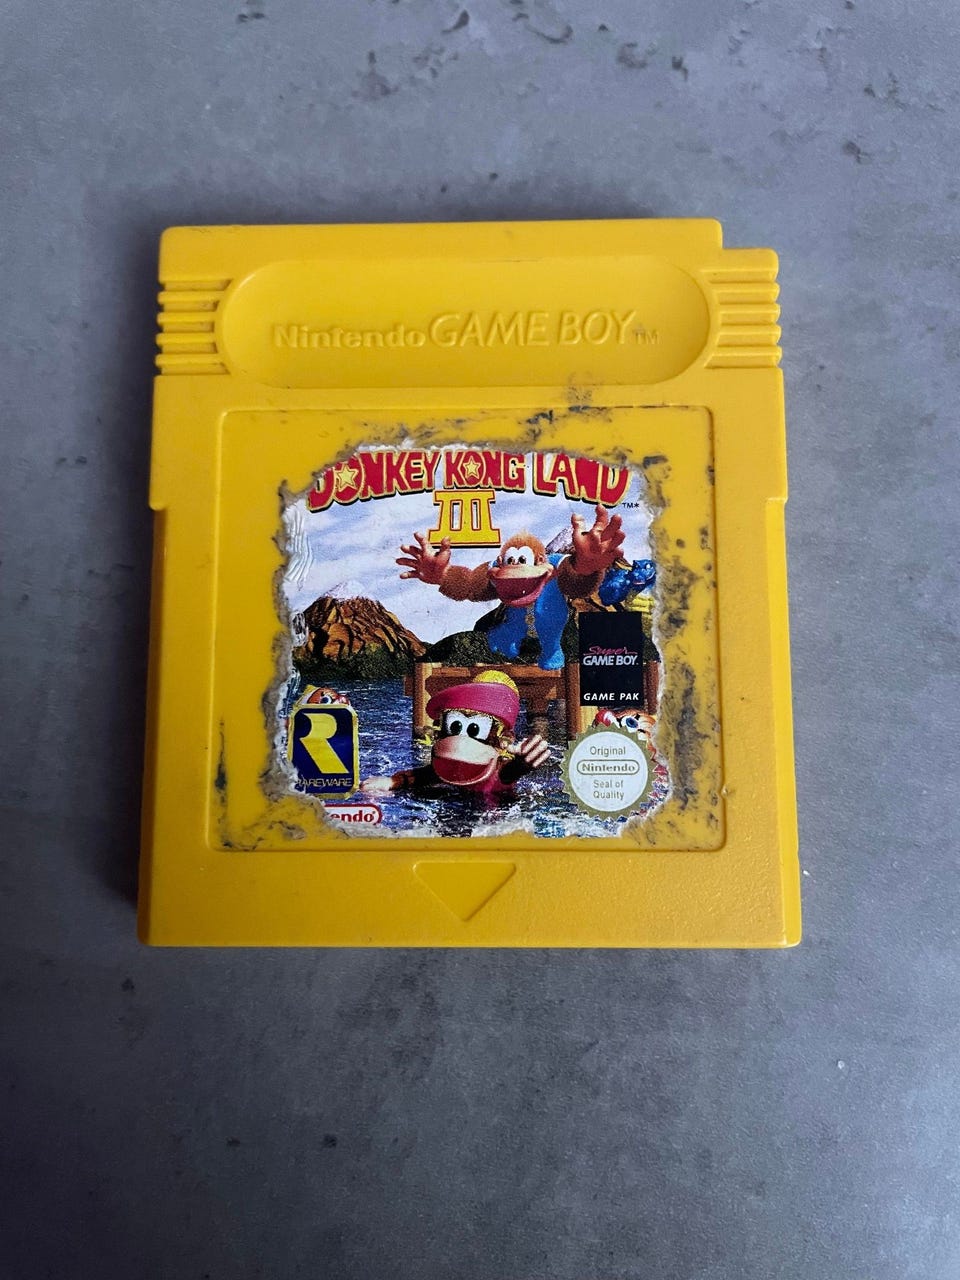 Nintendo GAME BOY TM
DONKEY KONG LAND
TM*
III
Super
GAME BOY
GAME PAK
RAREWARE
Original
Nintendo
Seal of
Quality
endo